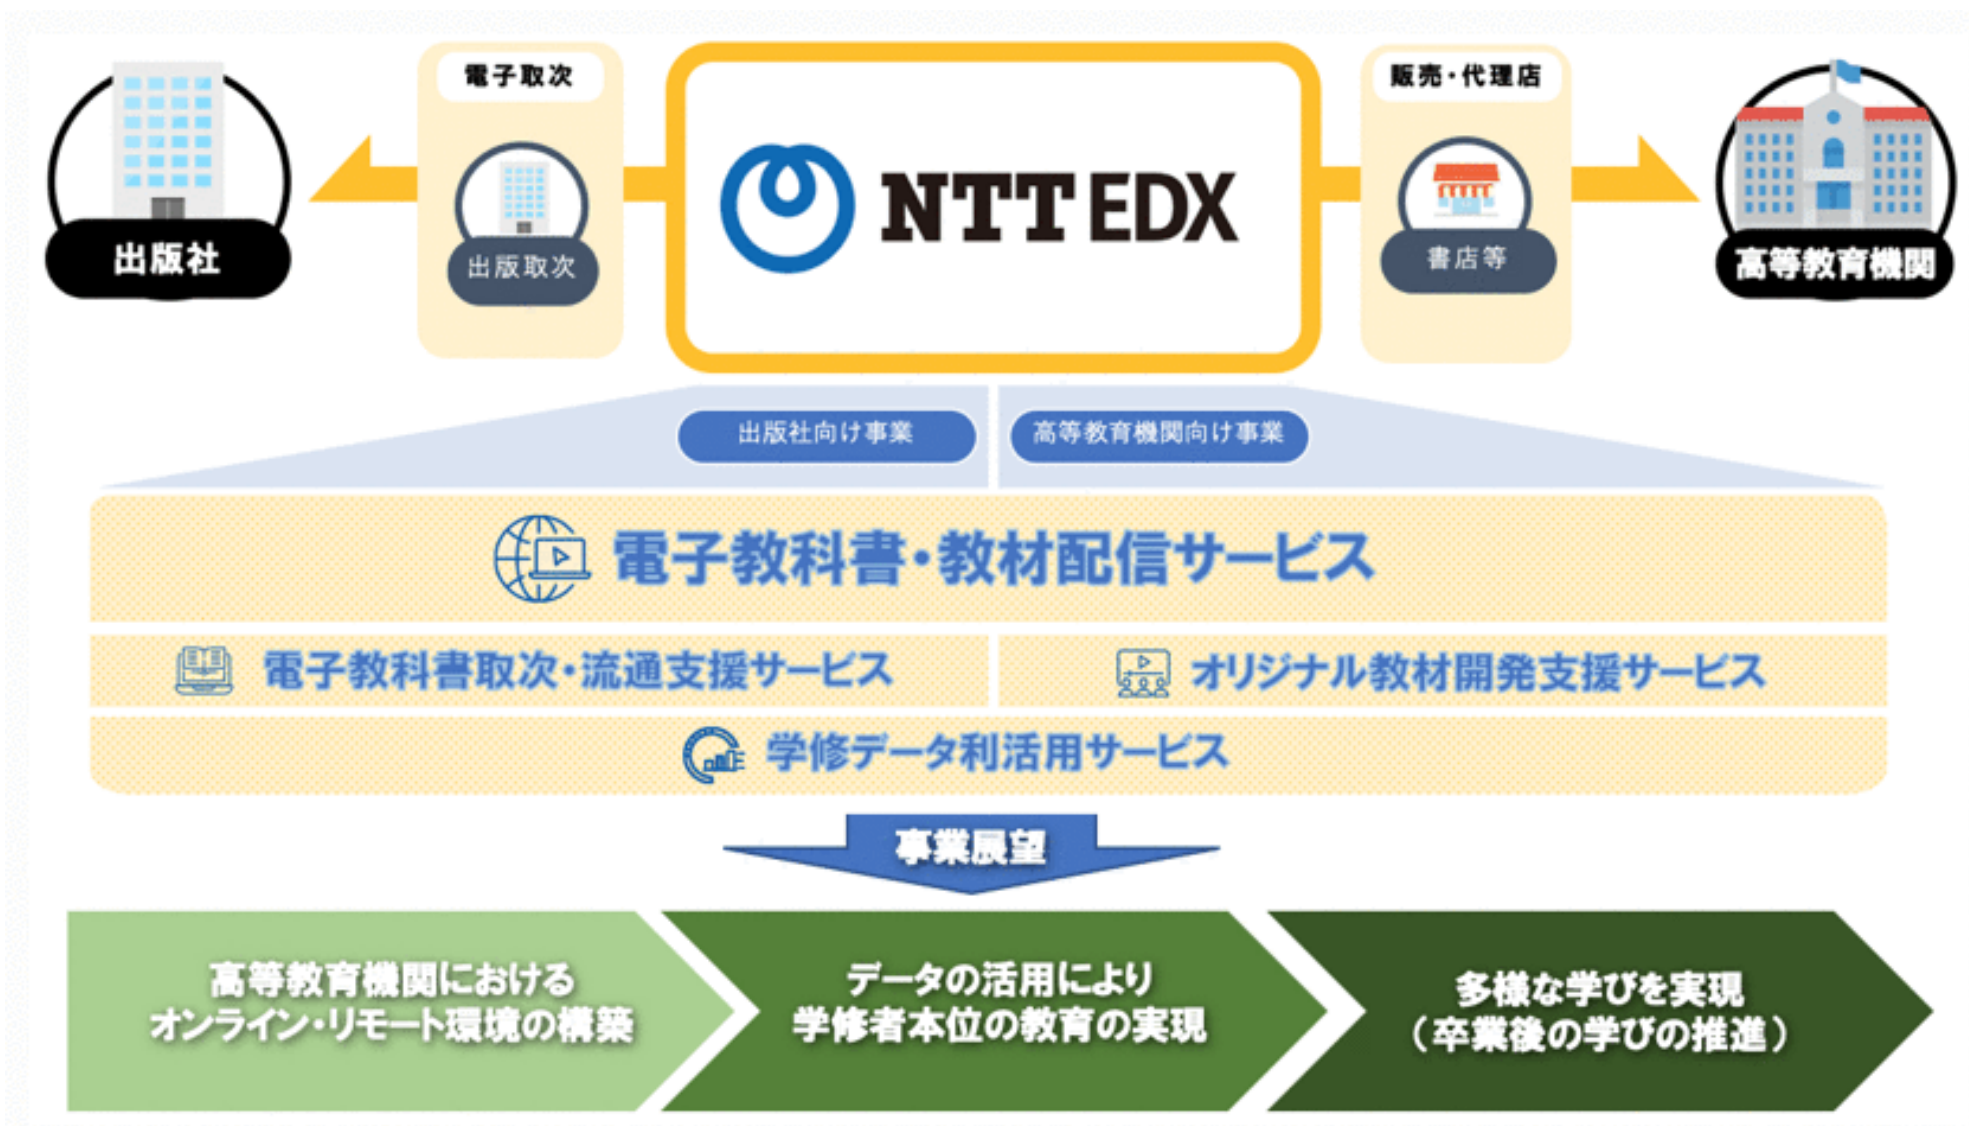 電子取次
販売・代理店
出版社
出版取次
NTT EDX
書店等
高等教育機関
出版社向け事業
高等教育機関向け事業
電子教科書・教材配信サービス
電子教科書取次・流通支援サービス
オリジナル教材開発支援サービス
学修データ利活用サービス
事業展望
高等教育機関における
オンライン・リモート環境の構築
データの活用により
学修者本位の教育の実現
多様な学びを実現
（卒業後の学びの推進）